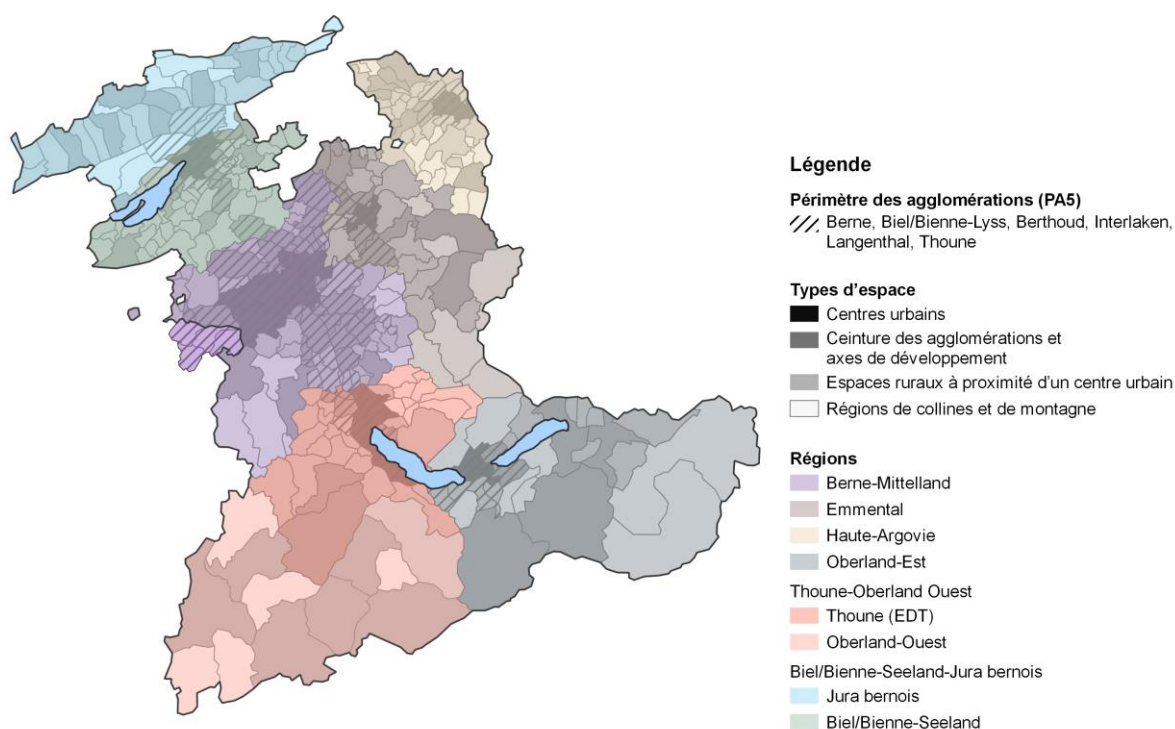 Légende
Périmètre des agglomérations (PA5)
Berne, Biel/Bienne-Lyss, Berthoud, Interlaken,
Langenthal, Thoune
Types d'espace
Centres urbains
Ceinture des agglomérations et
axes de développement
Espaces ruraux à proximité d'un centre urbain
Régions de collines et de montagne
Régions
Berne-Mittelland
Emmental
Haute-Argovie
Oberland-Est
Thoune-Oberland Ouest
Thoune (EDT)
Oberland-Ouest
Biel/Bienne-Seeland-Jura bernois
Jura bernois
Biel/Bienne-Seeland